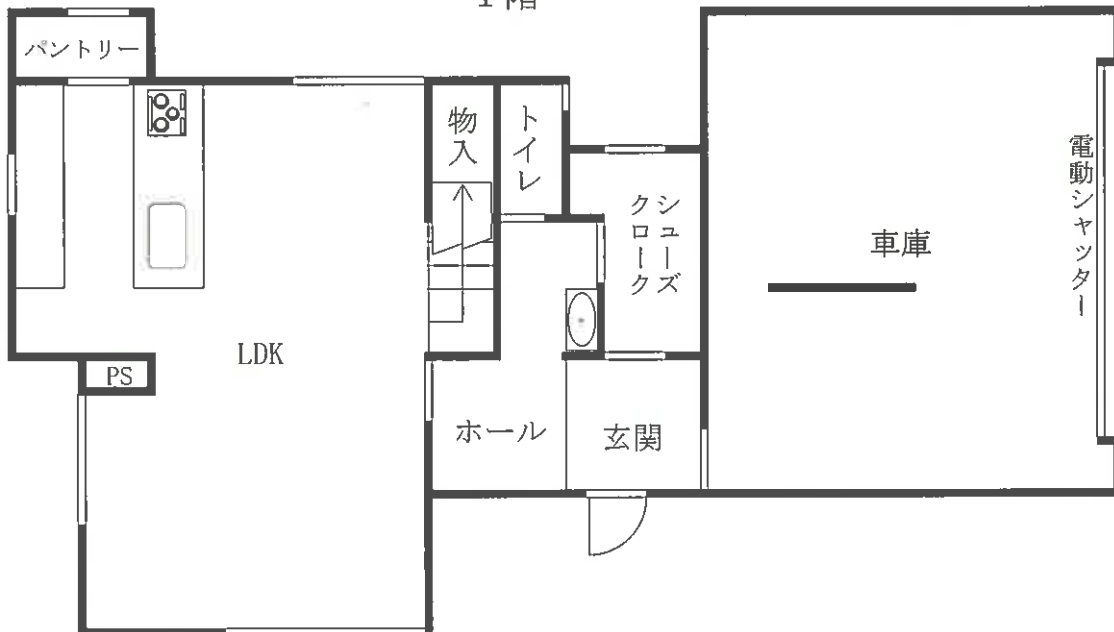 1階
パントリー
物入
トイレ
シューズ
クローク
電動シャッター
車庫
LDK
PS
ホール
玄関